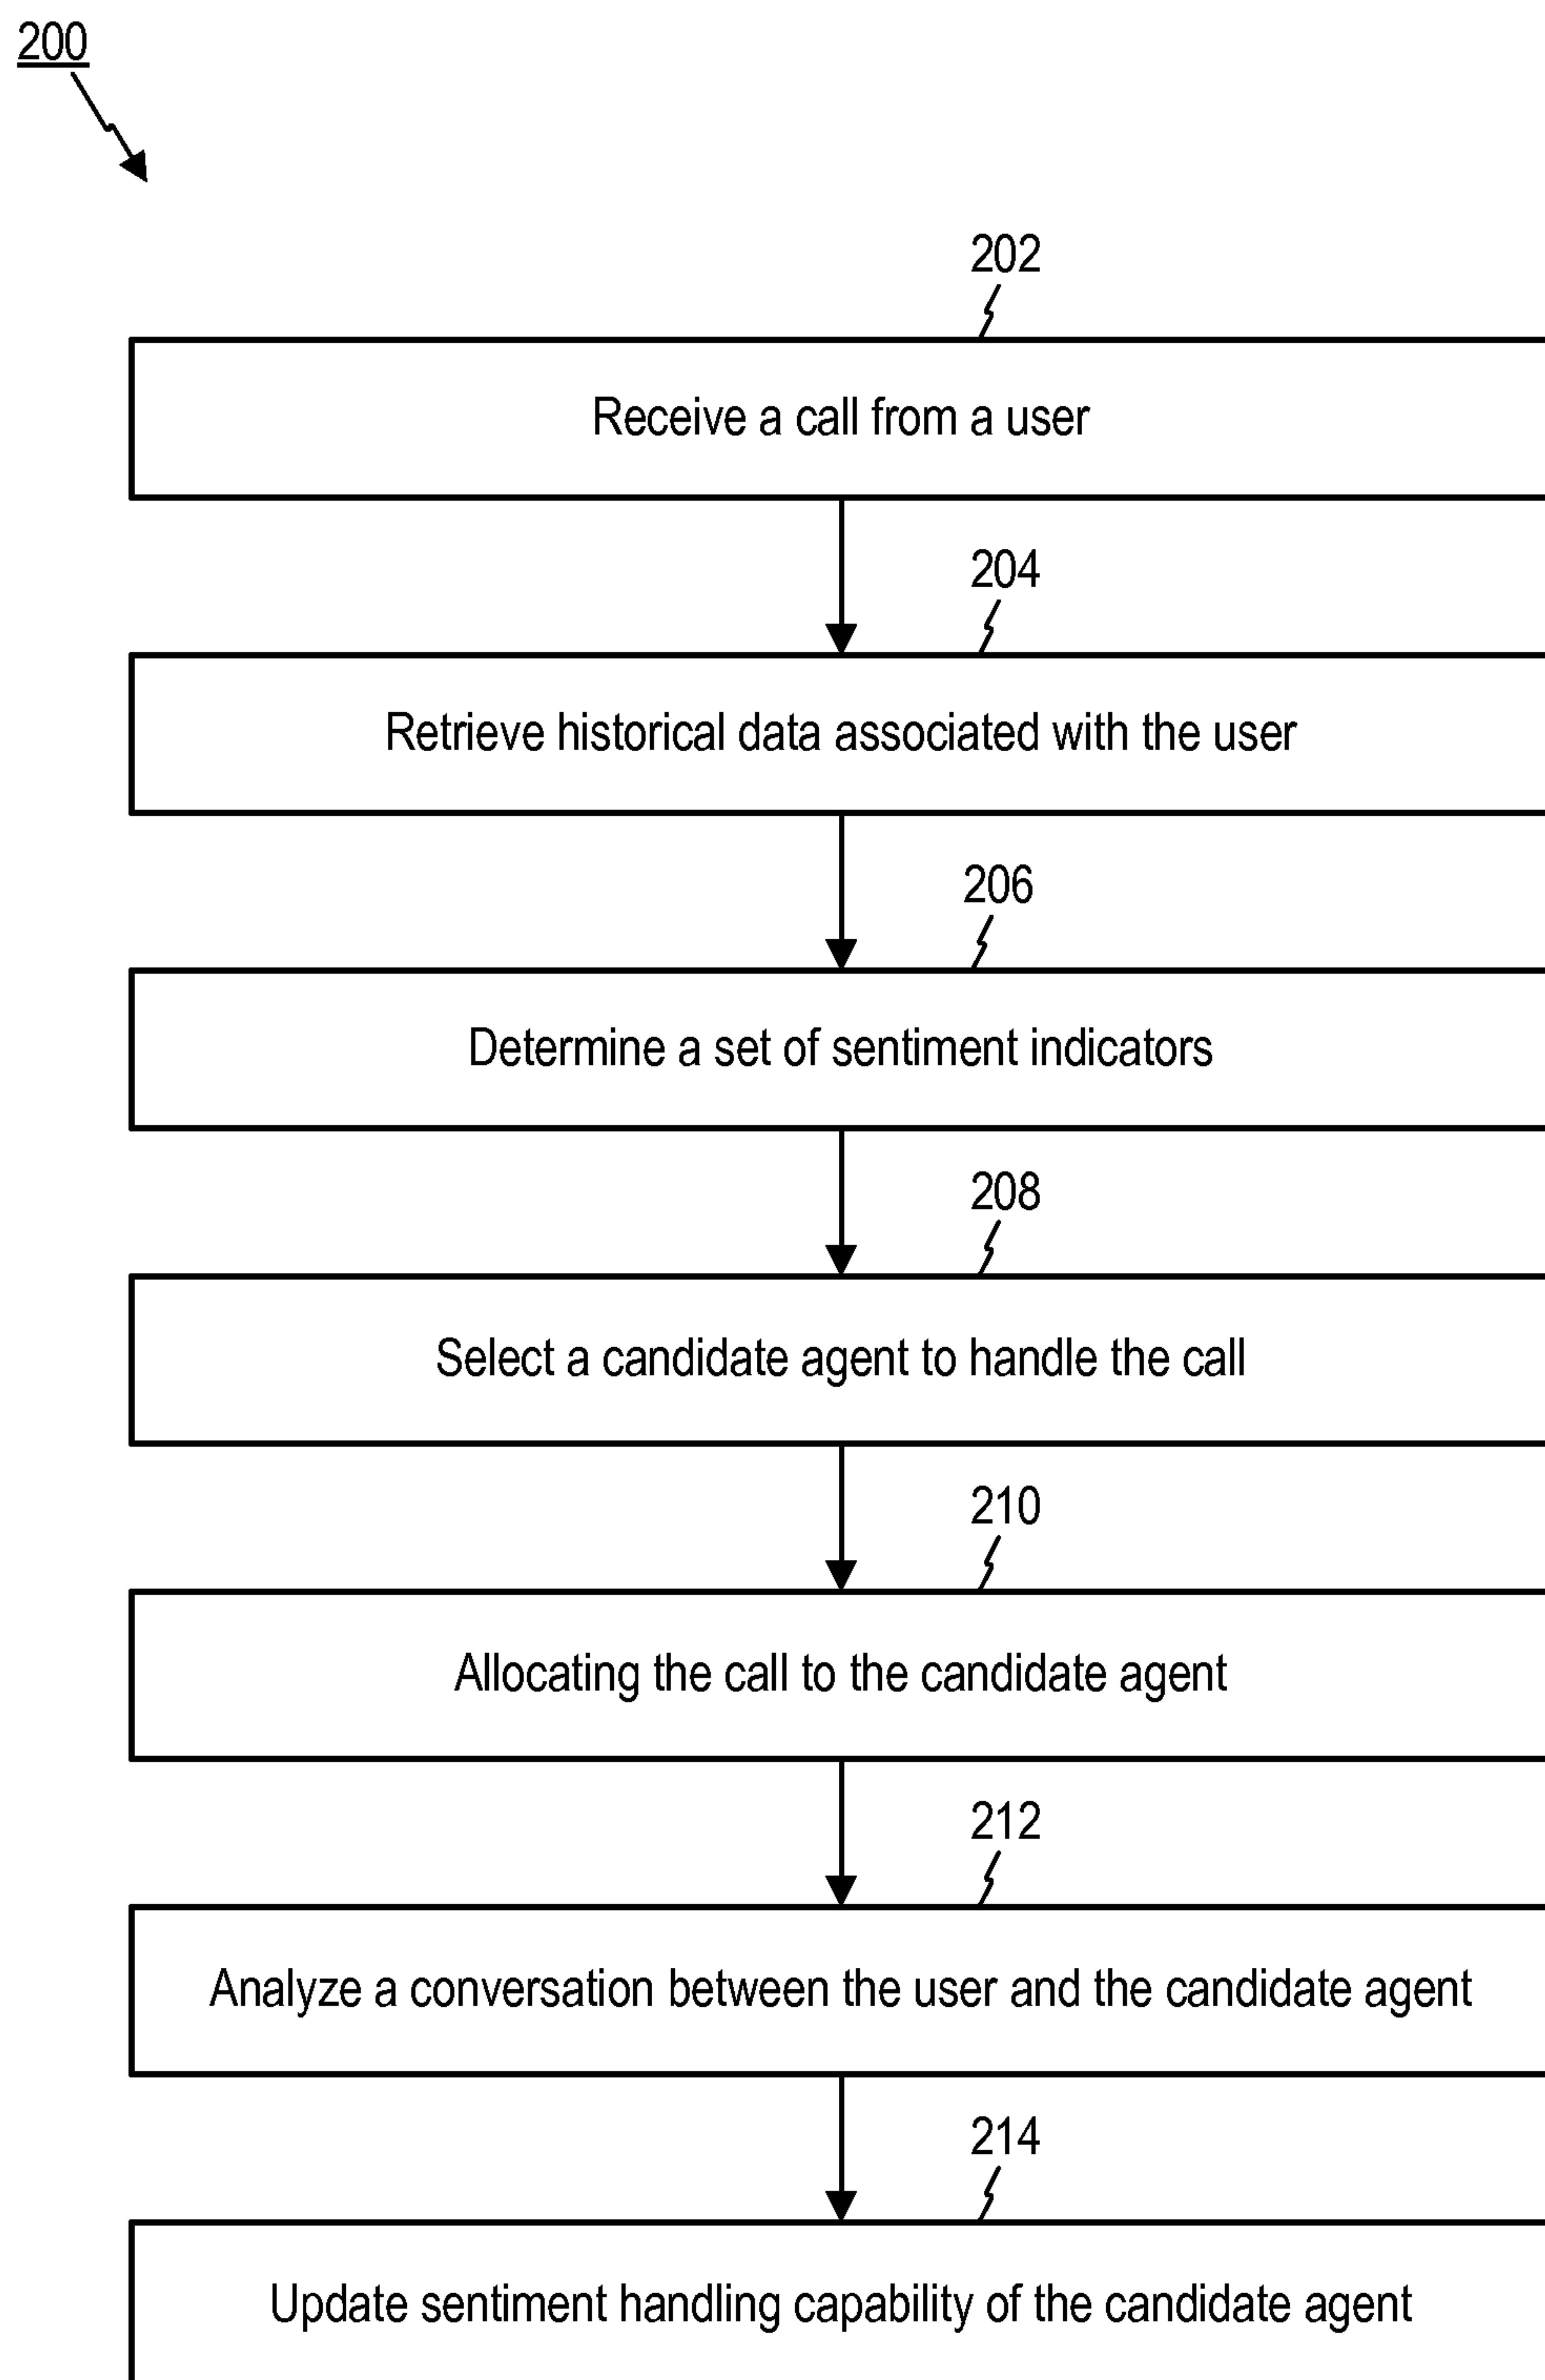 200
202
Receive a call from a user
204
Retrieve historical data associated with the user
206
Determine a set of sentiment indicators
208
Select a candidate agent to handle the call
210
Allocating the call to the candidate agent
212
Analyze a conversation between the user and the candidate agent
214
Update sentiment handling capability of the candidate agent